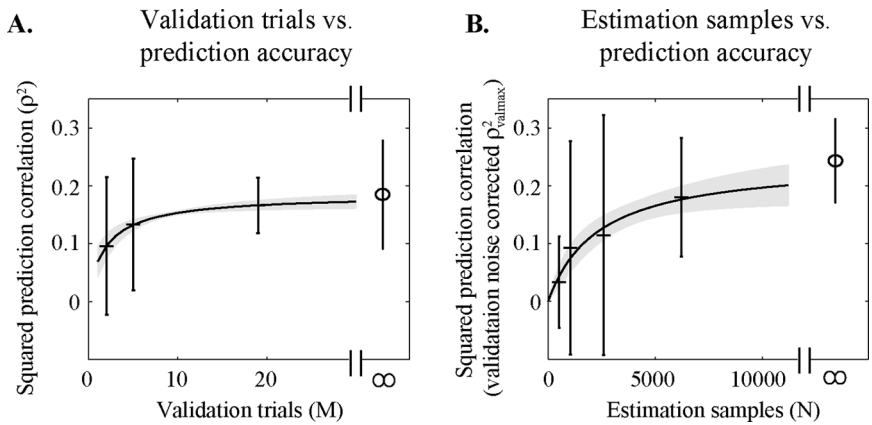 A.
Validation trials vs.
prediction accuracy
Squared prediction correlation (ρ²)
0.3
0.2
0.1
0
0
10
20
∞
Validation trials (M)
B.
Estimation samples vs.
prediction accuracy
Squared prediction correlation
(validataion noise corrected ρ²valmax)
0.3
0.2
0.1
0
0
5000
10000
∞
Estimation samples (N)